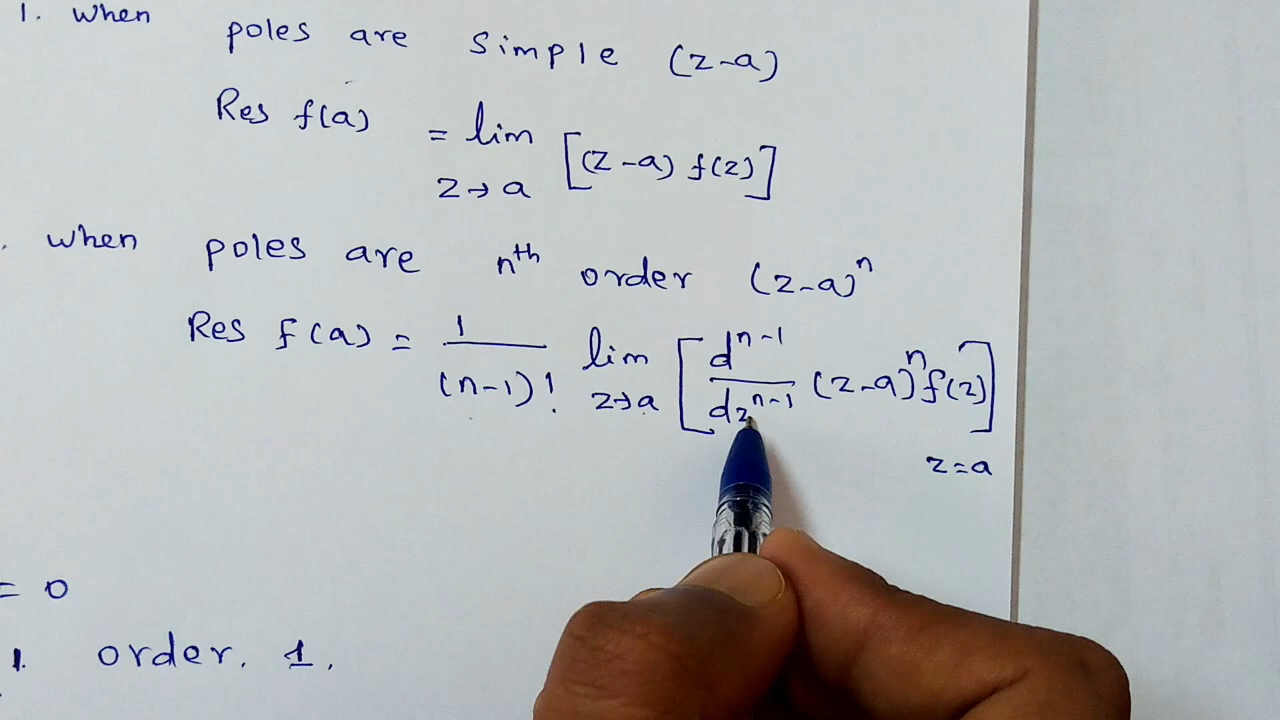 1. When poles are simple (z-a)
Res f(a) = lim z→a [(z-a) f(z)]
. when poles are nth order (z-a)^n
Res f(a) = 1/(n-1)! lim z→a [d^n-1/dz^n-1 (z-a)^n f(z)] z=a
= 0
1. order. 1.